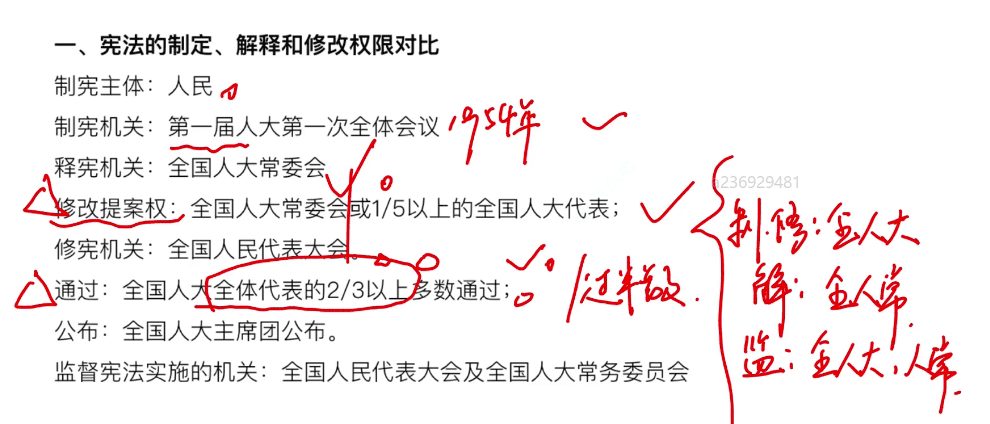 一、宪法的制定、解释和修改权限对比
制宪主体：人民
制宪机关：第一届人大第一次全体会议 1954年
释宪机关：全国人大常委会
236929481
修改提案权：全国人大常委会或1/5以上的全国人大代表；
制.修：全人大
修宪机关：全国人民代表大会。
通过：全国人大全体代表的2/3以上多数通过； /过半数.
解：全人常.
公布：全国人大主席团公布。
监：全人大，人常.
监督宪法实施的机关：全国人民代表大会及全国人大常务委员会